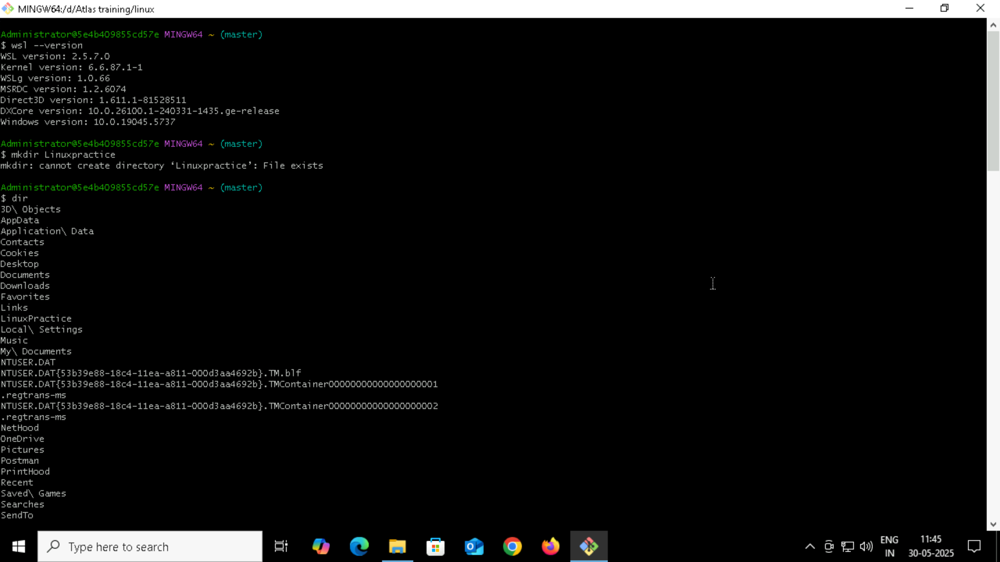 MINGW64:/d/Atlas training/linux
Administrator@5e4b409855cd57e MINGW64 ~ (master)
$ wsl --version
WSL version: 2.5.7.0
Kernel version: 6.6.87.1-1
WSLg version: 1.0.66
MSRDC version: 1.2.6074
Direct3D version: 1.611.1-81528511
DXCore version: 10.0.26100.1-240331-1435.ge-release
Windows version: 10.0.19045.5737
Administrator@5e4b409855cd57e MINGW64 ~ (master)
$ mkdir Linuxpractice
mkdir: cannot create directory ‘Linuxpractice’: File exists
Administrator@5e4b409855cd57e MINGW64 ~ (master)
$ dir
3D\ Objects
AppData
Application\ Data
Contacts
Cookies
Desktop
Documents
Downloads
Favorites
Links
LinuxPractice
Local\ Settings
Music
My\ Documents
NTUSER.DAT
NTUSER.DAT{53b39e88-18c4-11ea-a811-000d3aa4692b}.TM.blf
NTUSER.DAT{53b39e88-18c4-11ea-a811-000d3aa4692b}.TMContainer00000000000000000001
.regtrans-ms
NTUSER.DAT{53b39e88-18c4-11ea-a811-000d3aa4692b}.TMContainer00000000000000000002
.regtrans-ms
NetHood
OneDrive
Pictures
Postman
PrintHood
Recent
Saved\ Games
Searches
SendTo
Type here to search
ENG
IN
11:45
30-05-2025